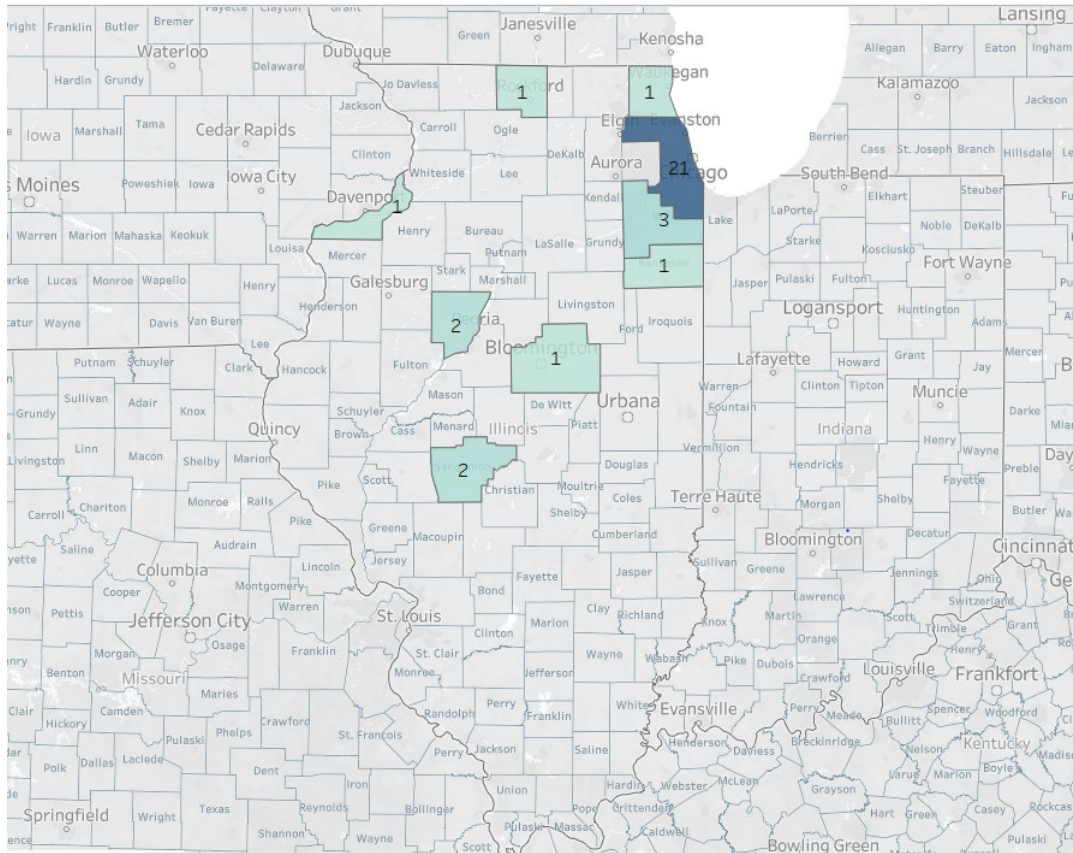 Fayette Clayton Grant
Bremer
Wright Franklin Butler
Green Janesville
Lansing
Waterloo Dubuque Kenosha
Allegan Barry Eaton Ingham
Delaware
Hardin Grundy
Jo Daviess Rockford Waukegan
1 1
Kalamazoo
Jackson
Jackson
Iowa Marshall Tama Cedar Rapids
Carroll Ogle Elgin Evanston
Berrien
Cass St. Joseph Branch Hillsdale
Clinton
Whiteside Lee DeKalb Aurora
21
Chicago
Poweshiek Iowa Iowa City
South Bend
s Moines
Davenport
1
Kendall
LaPorte Elkhart Steuben
Warren Marion Mahaska Keokuk
Louisa
Henry Bureau LaSalle Grundy
3
Lake
Noble DeKalb
Starke Kosciusko
Mercer Putnam
Stark Marshall
1
Kankakee
Lucas Monroe Wapello
Henry
Galesburg
Jasper Pulaski Fulton
Fort Wayne
Henderson
Livingston
Iroquois
Ford
Huntington
Logansport
Wayne Davis Van Buren
Lee
2
Peoria
Adams
Putnam Schuyler
Clark
Hancock Fulton
Bloomington
1
Lafayette Howard Grant
Jay
Mercer
Sullivan Adair Knox
Mason
De Witt Urbana
Warren Clinton Tipton
Muncie
Grundy
Schuyler
Fountain
Darke
Quincy
Brown Cass Menard Illinois Piatt
Linn Macon Shelby Marion
Vermillion
Indiana
Henry
Livingston
2
Sangamon
Douglas
Hendricks
Wayne
Preble
Scott
Christian Moultrie Coles
Pike
Monroe Ralls
Shelby
Terre Haute
Morgan Shelby Fayette
Chariton
Carroll
Butler
Greene Macoupin Cumberland
Pike
Audrain
Saline
Bloomington Decatur
Cincinnati
Jersey
Sullivan Greene
Jennings
Lincoln
Columbia
Fayette Jasper
Cooper
Montgomery
Bond
Ohio
Switzerland
Lawrence
Pettis
Warren
St. Louis
Clay Richland
Knox Martin
Scott Trimble
Grant
Jefferson City
Clinton Marion
Orange
Osage
Franklin
Henry
Morgan
St. Clair
Wayne Wabash Pike Dubois
Louisville
Benton
Missouri
Monroe
Jefferson
Crawford
Frankfort
Maries
Camden
Randolph Perry
Franklin
White
Evansville
Perry Meade
Spencer
Woodford
Hickory
Crawford
Bullitt
Pulaski Phelps
St. Francois
Perry Jackson
Saline
Henderson Daviess Breckinridge Nelson
Kentucky
Polk Dallas Laclede
Dent
Larue Marion Boyle
Hardin
Webster McLean
Iron
Union
Grayson
Casey
Texas Reynolds
Bollinger
Pope Crittenden
Hart Green
Wright
Springfield
Pulaski Massac
Caldwell
Pulaski
Shannon Wayne
Scott
Bowling Green